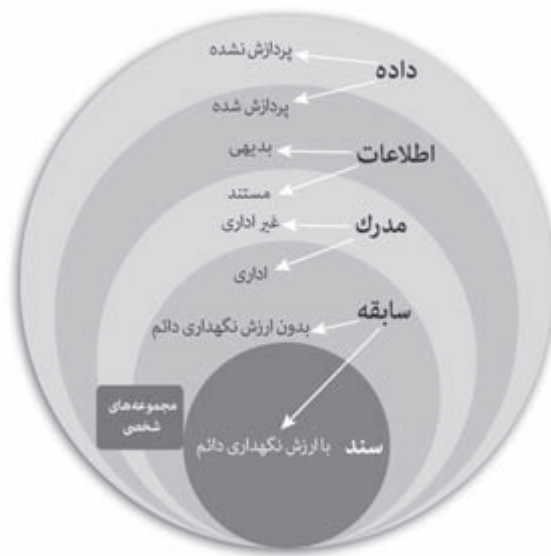 پردازش نشده
داده
پردازش شده
اطلاعات
بدیهی
مستند
مدرك
غیر اداری
اداری
سابقه
بدون ارزش نگهداری دائم
مجموعه‌های
شخصی
سند
با ارزش نگهداری دائم